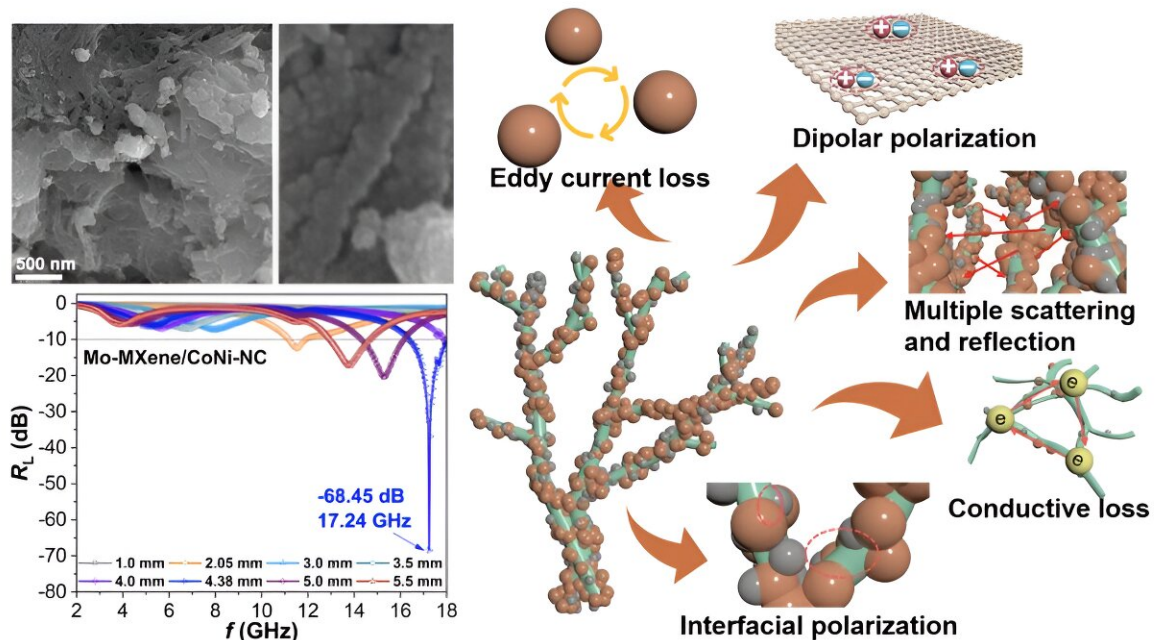 500 nm
0
-10
-20
-30
-40
-50
-60
-70
-80
R_L (dB)
Mo-MXene/CoNi-NC
-68.45 dB
17.24 GHz
1.0 mm 2.05 mm 3.0 mm 3.5 mm
4.0 mm 4.38 mm 5.0 mm 5.5 mm
2 4 6 8 10 12 14 16 18
f (GHz)
Eddy current loss
+ −
+ −
+ −
Dipolar polarization
Multiple scattering
and reflection
e
e
e
Conductive loss
Interfacial polarization